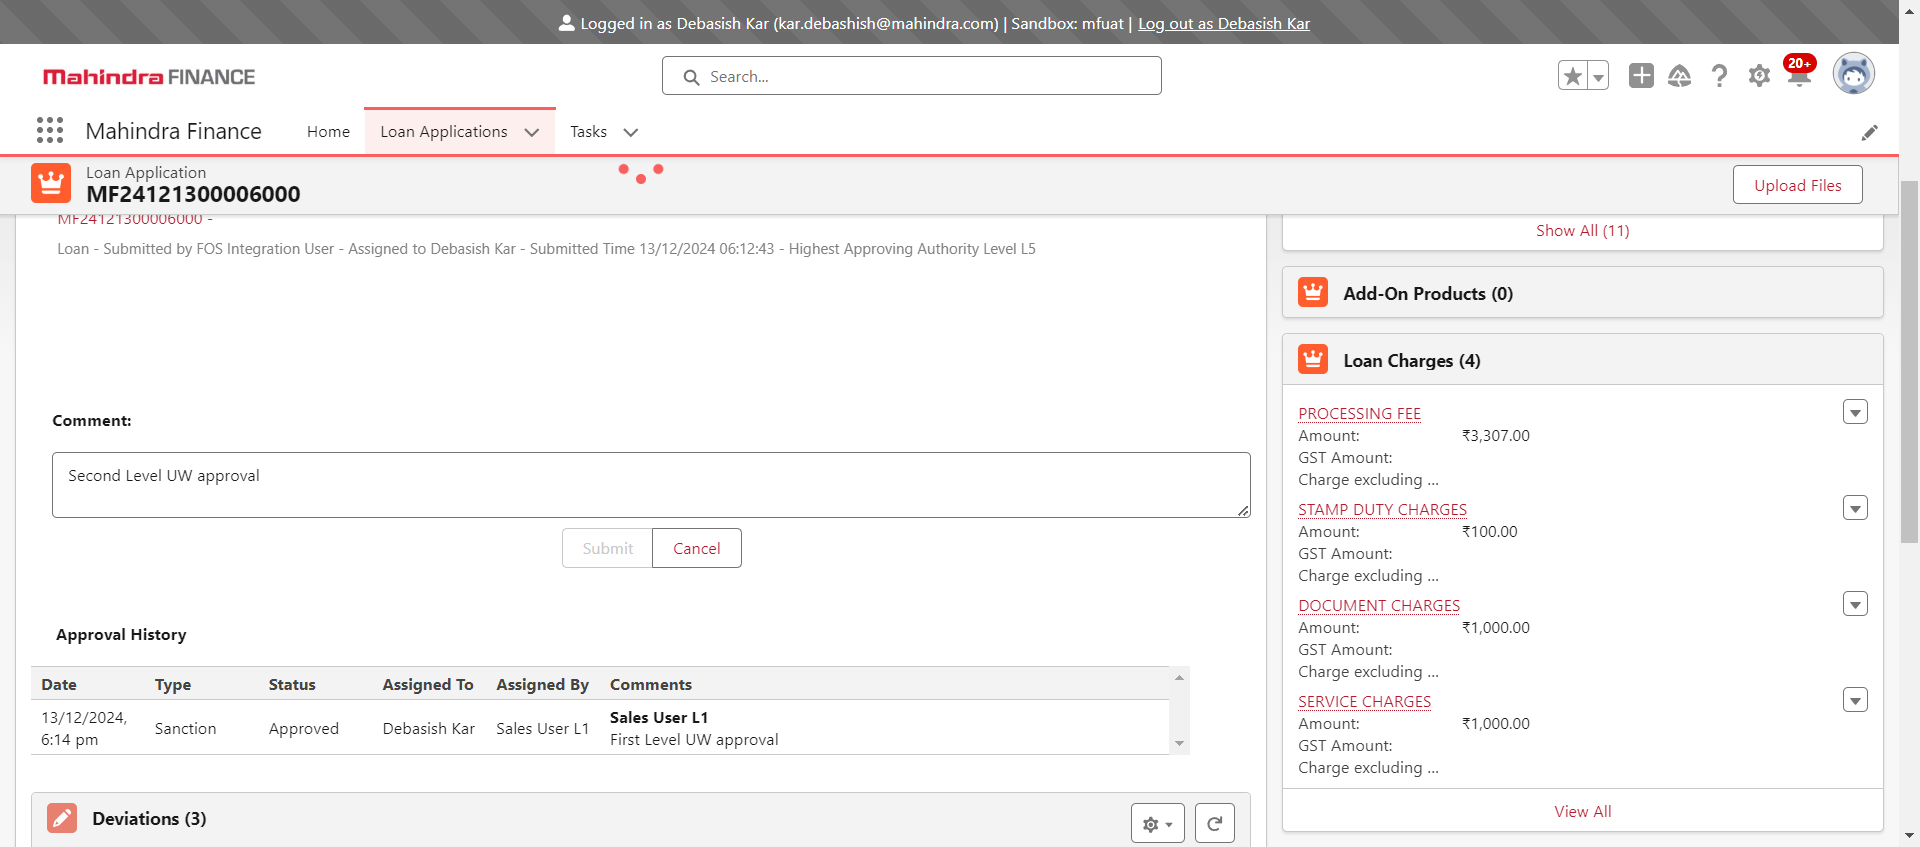 Logged in as Debasish Kar (kar.debashish@mahindra.com) | Sandbox: mfuat | Log out as Debasish Kar
Mahindra FINANCE
Search...
20+
Mahindra Finance
Home
Loan Applications
Tasks
Loan Application
MF24121300006000
Upload Files
MF24121300006000 -
Loan - Submitted by FOS Integration User - Assigned to Debasish Kar - Submitted Time 13/12/2024 06:12:43 - Highest Approving Authority Level L5
Comment:
Second Level UW approval
Submit
Cancel
Approval History
Date Type Status Assigned To Assigned By Comments
13/12/2024, 6:14 pm Sanction Approved Debasish Kar Sales User L1 Sales User L1
First Level UW approval
Deviations (3)
Show All (11)
Add-On Products (0)
Loan Charges (4)
PROCESSING FEE
Amount: ₹3,307.00
GST Amount:
Charge excluding ...
STAMP DUTY CHARGES
Amount: ₹100.00
GST Amount:
Charge excluding ...
DOCUMENT CHARGES
Amount: ₹1,000.00
GST Amount:
Charge excluding ...
SERVICE CHARGES
Amount: ₹1,000.00
GST Amount:
Charge excluding ...
View All